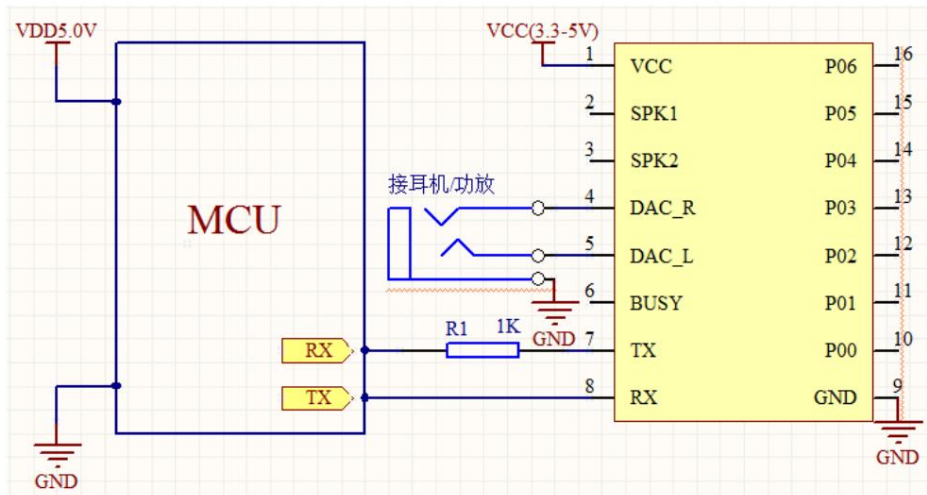 VDD5.0V
VCC(3.3-5V)
MCU
接耳机/功放
RX
TX
GND
R1 1K
GND
1 VCC P06 16
2 SPK1 P05 15
3 SPK2 P04 14
4 DAC_R P03 13
5 DAC_L P02 12
6 BUSY P01 11
7 TX P00 10
8 RX GND 9
GND